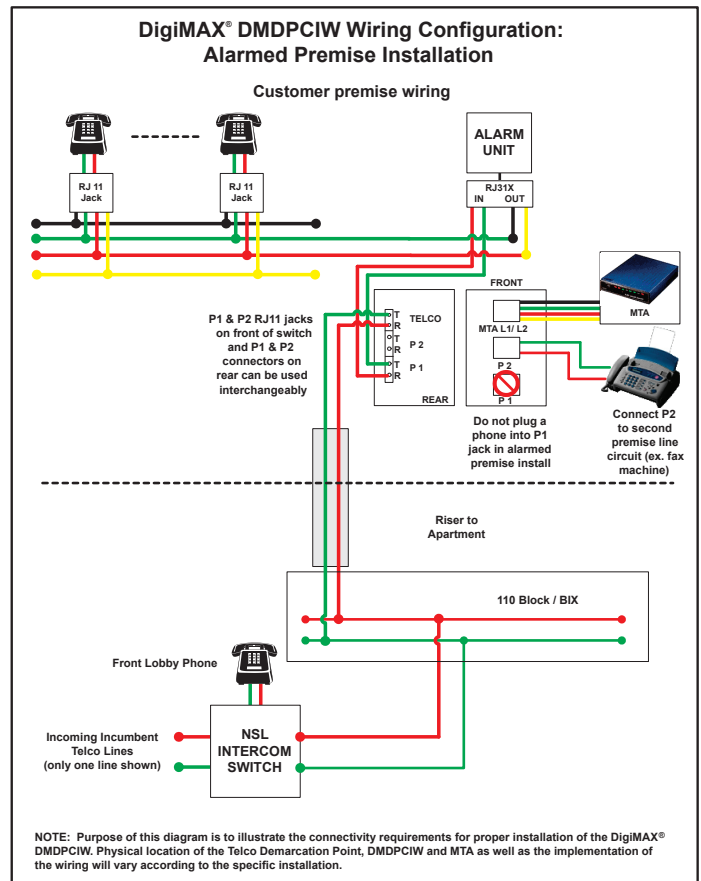 DigiMAX® DMDPCIW Wiring Configuration:
Alarmed Premise Installation
Customer premise wiring
RJ 11
Jack
RJ 11
Jack
ALARM
UNIT
RJ31X
IN OUT
P1 & P2 RJ11 jacks
on front of switch
and P1 & P2
connectors on
rear can be used
interchangeably
T
R
TELCO
T
R
P 2
T
R
P 1
REAR
FRONT
MTA L1/ L2
P 2
P 1
MTA
Do not plug a
phone into P1
jack in alarmed
premise install
Connect P2
to second
premise line
circuit (ex. fax
machine)
Riser to
Apartment
110 Block / BIX
Front Lobby Phone
NSL
INTERCOM
SWITCH
Incoming Incumbent
Telco Lines
(only one line shown)
NOTE: Purpose of this diagram is to illustrate the connectivity requirements for proper installation of the DigiMAX®
DMDPCIW. Physical location of the Telco Demarcation Point, DMDPCIW and MTA as well as the implementation of
the wiring will vary according to the specific installation.